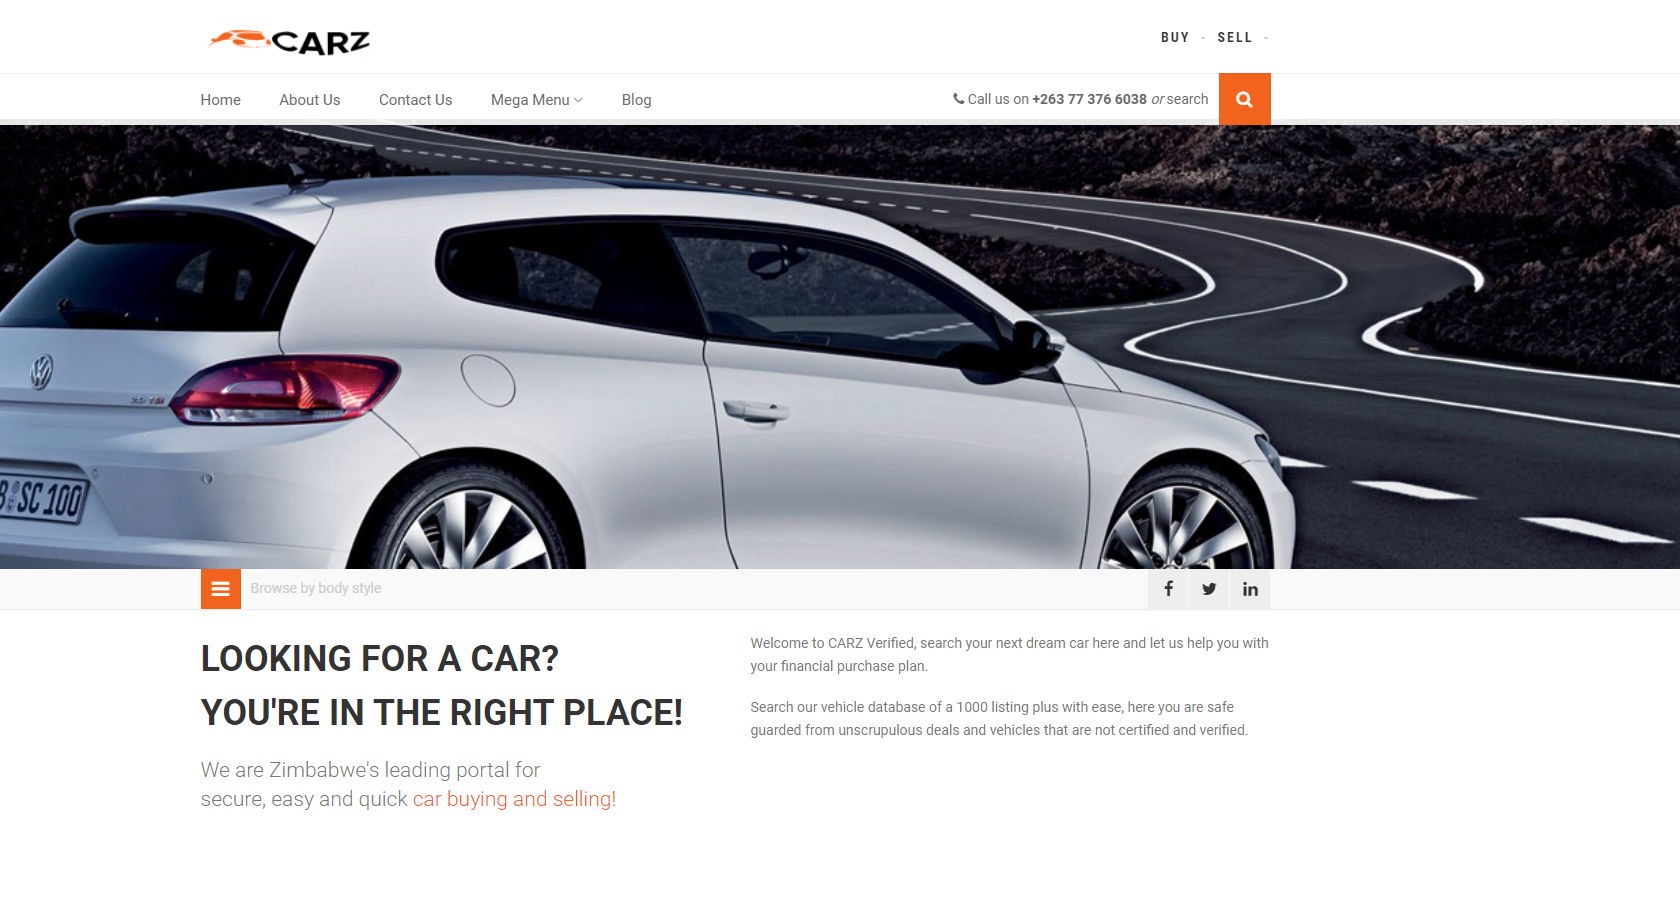 CARZ
BUY - SELL -
Home About Us Contact Us Mega Menu Blog
Call us on +263 77 376 6038 or search
2.0 TSI
B SC 100
Browse by body style
LOOKING FOR A CAR?
YOU'RE IN THE RIGHT PLACE!
We are Zimbabwe's leading portal for
secure, easy and quick car buying and selling!
Welcome to CARZ Verified, search your next dream car here and let us help you with
your financial purchase plan.
Search our vehicle database of a 1000 listing plus with ease, here you are safe
guarded from unscrupulous deals and vehicles that are not certified and verified.